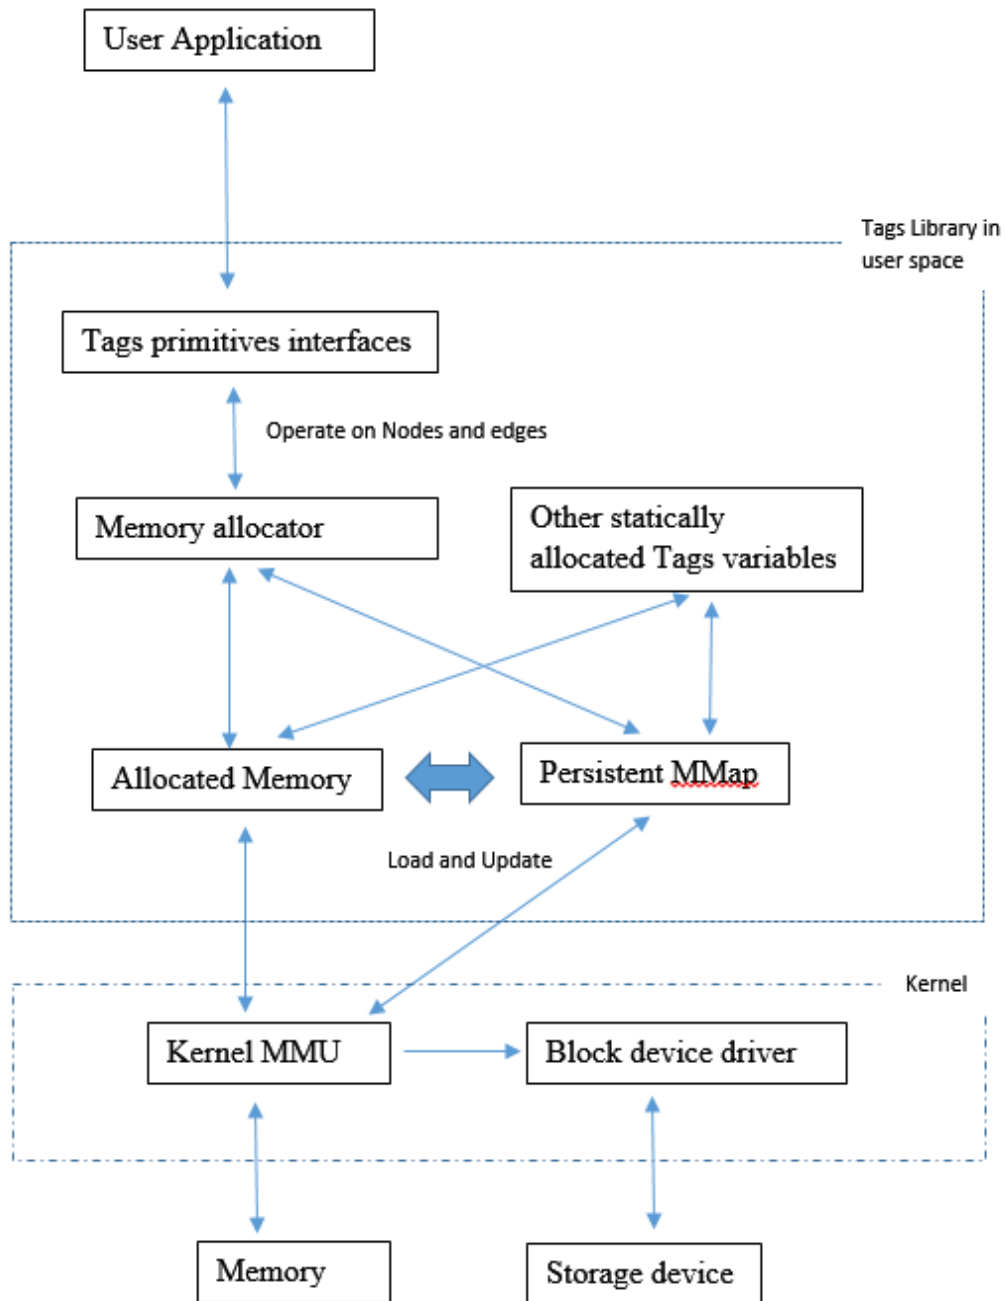 User Application
Tags Library in
user space
Tags primitives interfaces
Operate on Nodes and edges
Memory allocator
Other statically
allocated Tags variables
Allocated Memory
Persistent MMap
Load and Update
Kernel
Kernel MMU
Block device driver
Memory
Storage device